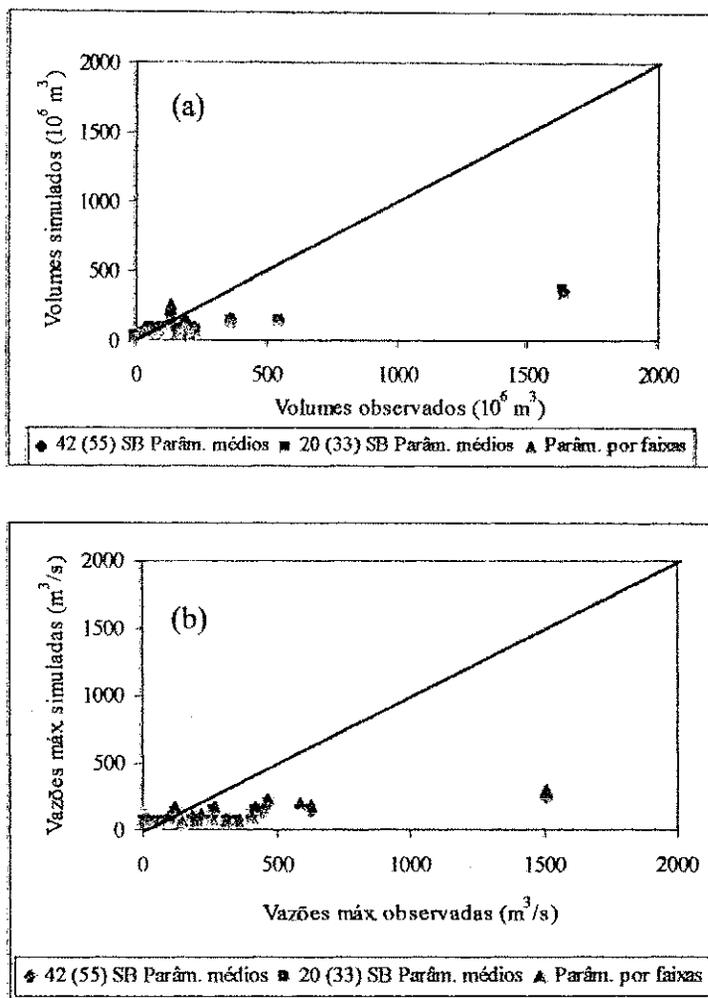 (a)
Volumes simulados (10⁶ m³)
2000
1500
1000
500
0
0 500 1000 1500 2000
Volumes observados (10⁶ m³)
42 (55) SB Parâm. médios 20 (33) SB Parâm. médios Parâm. por faixas
(b)
Vazões máx simuladas (m³/s)
2000
1500
1000
500
0
0 500 1000 1500 2000
Vazões máx observadas (m³/s)
42 (55) SB Parâm. médios 20 (33) SB Parâm. médios Parâm. por faixas